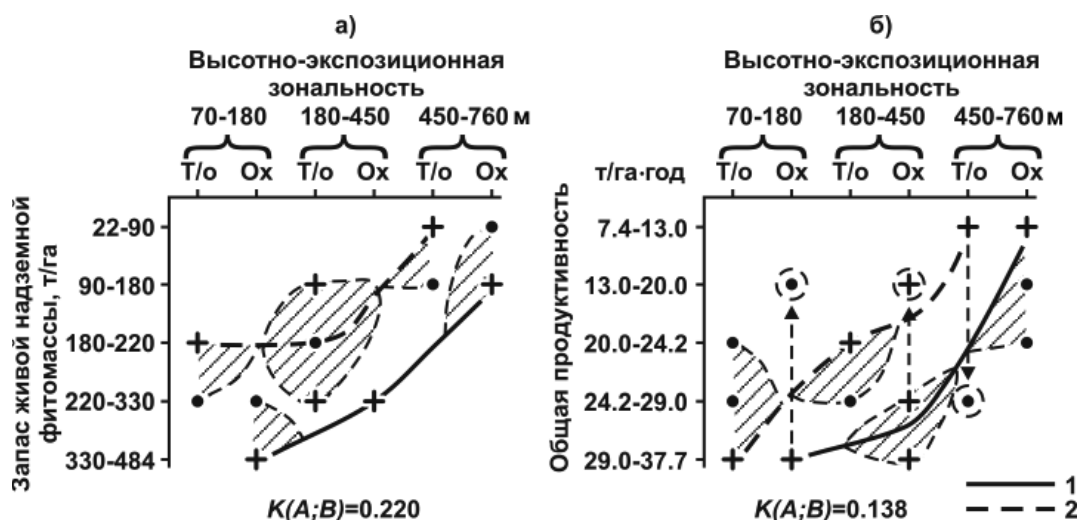 а)
Высотно-экспозиционная
зональность
70-180 180-450 450-760 м
Т/о Ох Т/о Ох Т/о Ох
Запас живой надземной
фитомассы, т/га
22-90
90-180
180-220
220-330
330-484
K(A;B)=0.220
б)
Высотно-экспозиционная
зональность
70-180 180-450 450-760 м
т/га·год Т/о Ох Т/о Ох Т/о Ох
Общая продуктивность
7.4-13.0
13.0-20.0
20.0-24.2
24.2-29.0
29.0-37.7
K(A;B)=0.138
1
2